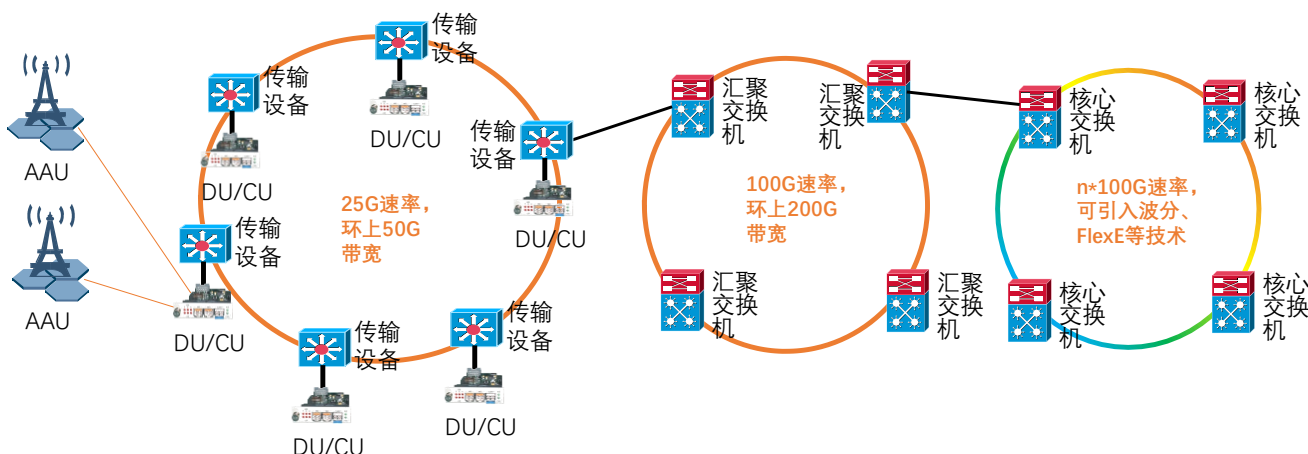 传输
设备
传输
设备
DU/CU
AAU
DU/CU
传输
设备
DU/CU
25G速率，
环上50G
带宽
传输
设备
DU/CU
AAU
传输
设备
DU/CU
传输
设备
DU/CU
汇聚
交换
机
汇聚
交换
机
100G速率，
环上200G
带宽
汇聚
交换
机
汇聚
交换
机
核心
交换
机
核心
交换
机
n*100G速率，
可引入波分、
FlexE等技术
核心
交换
机
核心
交换
机